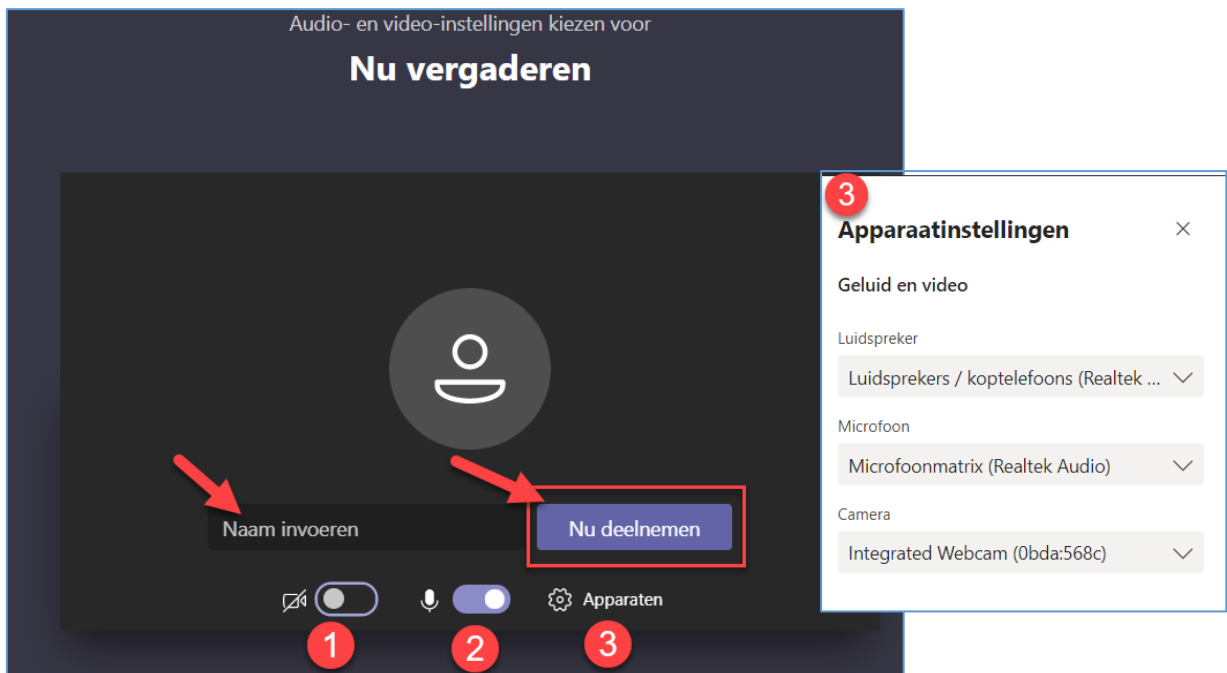 Audio- en video-instellingen kiezen voor
Nu vergaderen
Naam invoeren
Nu deelnemen
Apparaten
1
2
3
3
Apparaatinstellingen
Geluid en video
Luidspreker
Luidsprekers / koptelefoons (Realtek ...
Microfoon
Microfoonmatrix (Realtek Audio)
Camera
Integrated Webcam (0bda:568c)